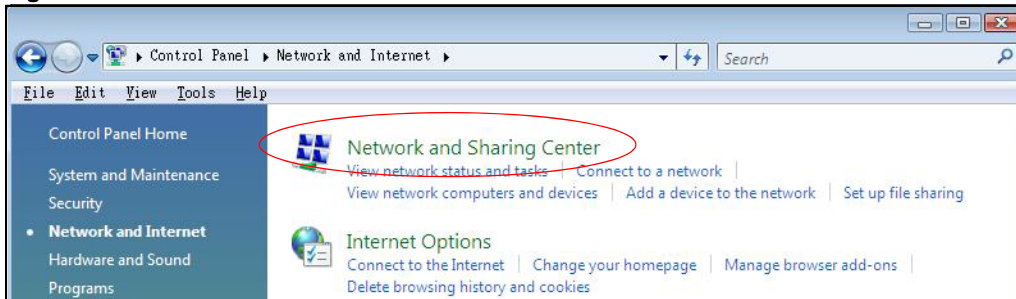 Control Panel Network and Internet
Search
File Edit View Tools Help
Control Panel Home
System and Maintenance
Security
Network and Internet
Hardware and Sound
Programs
Network and Sharing Center
View network status and tasks Connect to a network
View network computers and devices Add a device to the network Set up file sharing
Internet Options
Connect to the Internet Change your homepage Manage browser add-ons
Delete browsing history and cookies